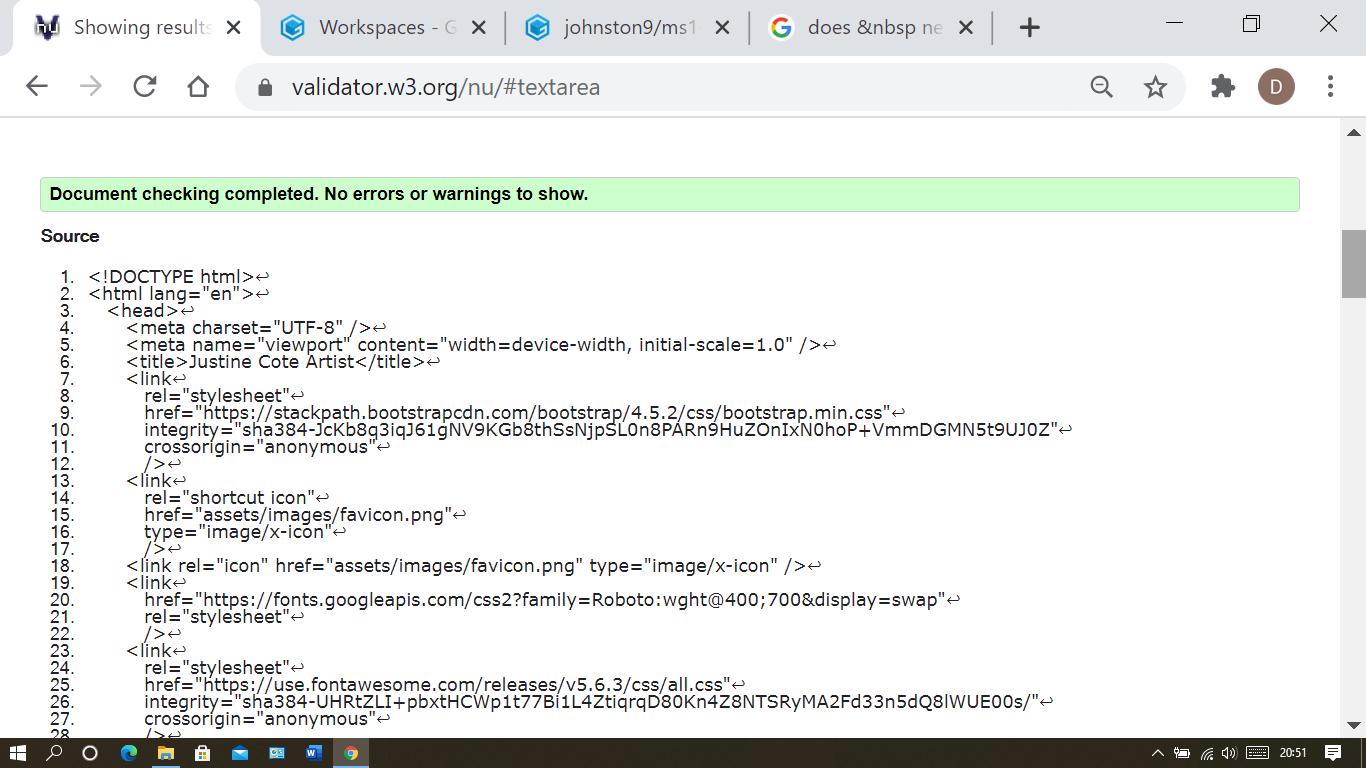 Showing results
Workspaces - G
johnston9/ms1-
does &nbsp ne
validator.w3.org/nu/#textarea
D
Document checking completed. No errors or warnings to show.
Source
1. <!DOCTYPE html>↩
2. <html lang="en">↩
3. <head>↩
4. <meta charset="UTF-8" />↩
5. <meta name="viewport" content="width=device-width, initial-scale=1.0" />↩
6. <title>Justine Cote Artist</title>↩
7. <link↩
8. rel="stylesheet"↩
9. href="https://stackpath.bootstrapcdn.com/bootstrap/4.5.2/css/bootstrap.min.css"↩
10. integrity="sha384-JcKb8q3iqJ61gNV9KGb8thSsNjpSL0n8PARn9HuZOnIxN0hoP+VmmDGMN5t9UJ0Z"↩
11. crossorigin="anonymous"↩
12. />↩
13. <link↩
14. rel="shortcut icon"↩
15. href="assets/images/favicon.png"↩
16. type="image/x-icon"↩
17. />↩
18. <link rel="icon" href="assets/images/favicon.png" type="image/x-icon" />↩
19. <link↩
20. href="https://fonts.googleapis.com/css2?family=Roboto:wght@400;700&display=swap"↩
21. rel="stylesheet"↩
22. />↩
23. <link↩
24. rel="stylesheet"↩
25. href="https://use.fontawesome.com/releases/v5.6.3/css/all.css"↩
26. integrity="sha384-UHRtZLI+pbxtHCWp1t77Bi1L4ZtiqrqD80Kn4Z8NTSRyMA2Fd33n5dQ8lWUE00s/"↩
27. crossorigin="anonymous"↩
28. />↩
20:51